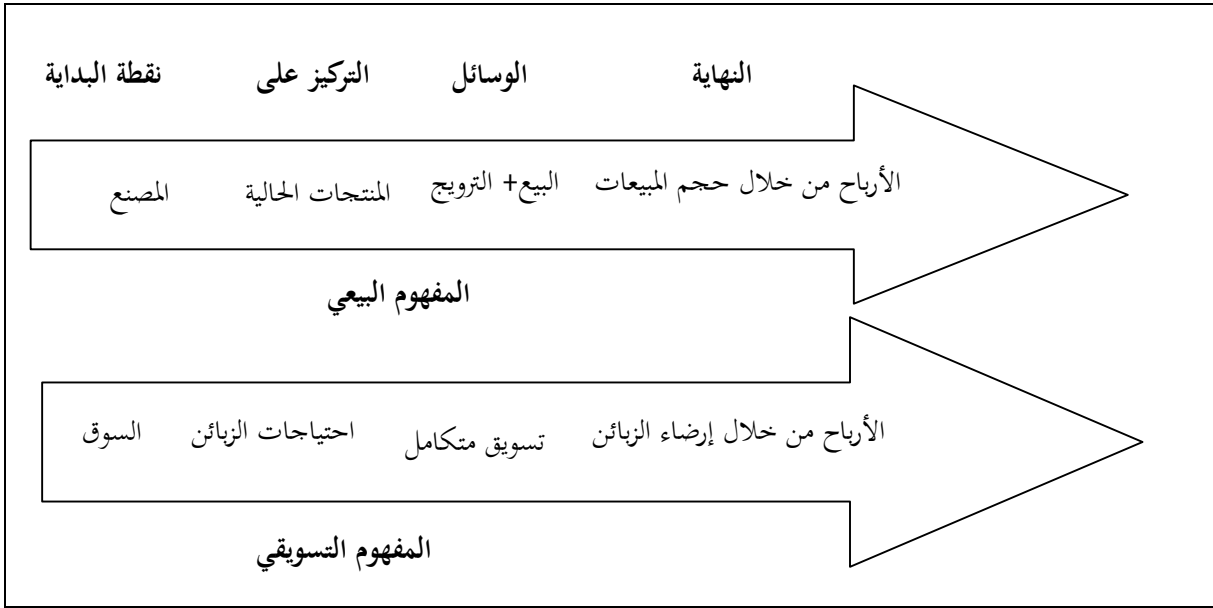 نقطة البداية التركيز على الوسائل النهاية
المصنع المنتجات الحالية البيع+ الترويج الأرباح من خلال حجم المبيعات
المفهوم البيعي
السوق احتياجات الزبائن تسويق متكامل الأرباح من خلال إرضاء الزبائن
المفهوم التسويقي